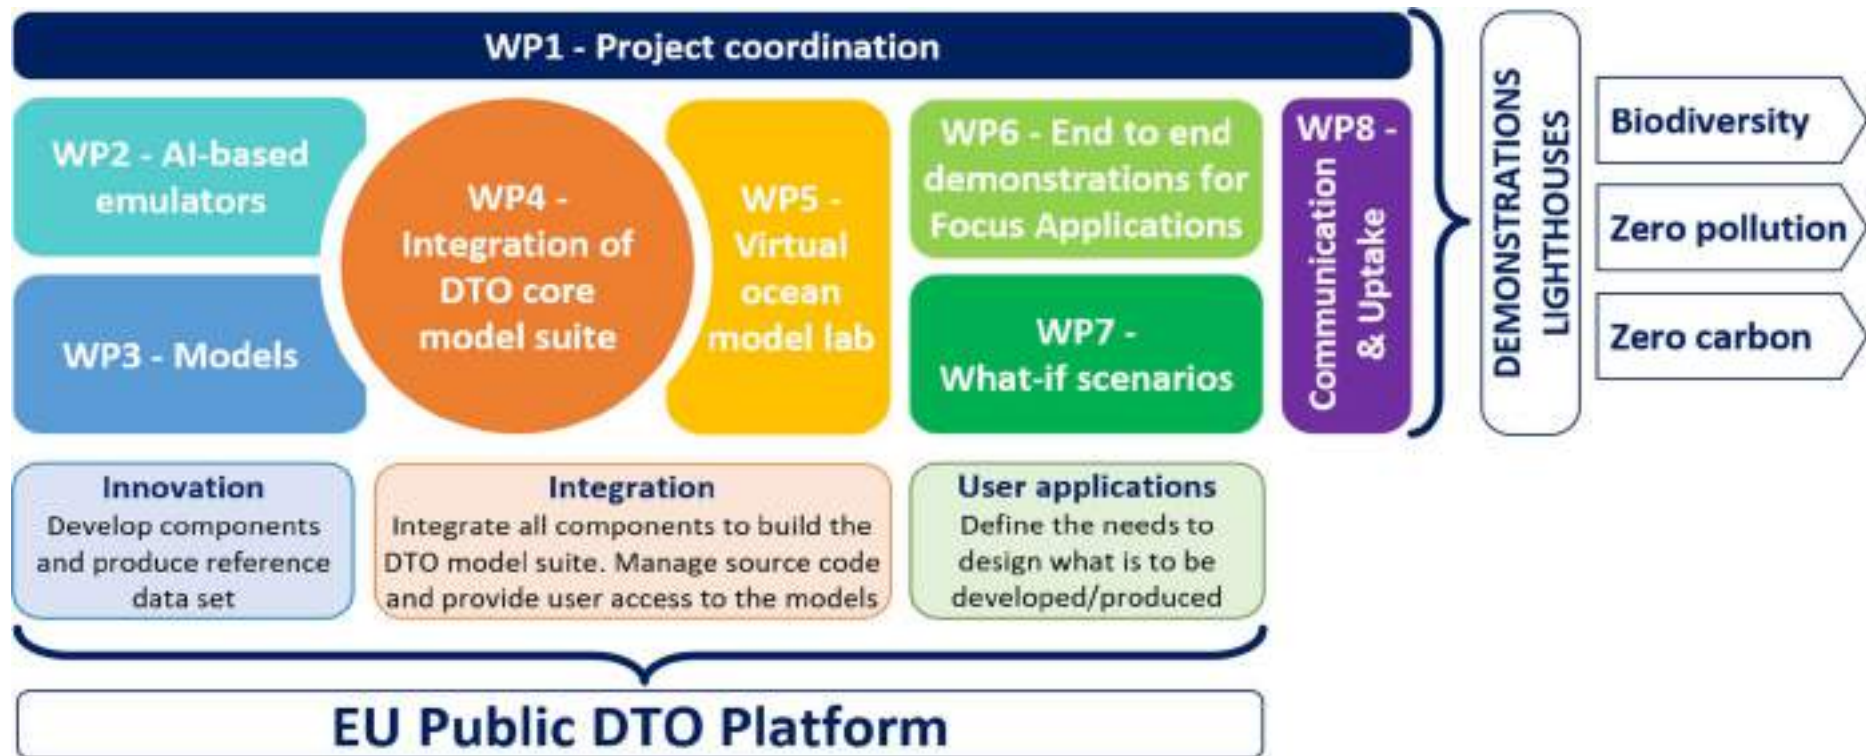 WP1 - Project coordination
WP2 - AI-based
emulators
WP3 - Models
WP4 -
Integration of
DTO core
model suite
WP5 -
Virtual
ocean
model lab
WP6 - End to end
demonstrations for
Focus Applications
WP7 -
What-if scenarios
WP8 -
Communication
& Uptake
DEMONSTRATIONS
LIGHTHOUSES
Biodiversity
Zero pollution
Zero carbon
Innovation
Develop components
and produce reference
data set
Integration
Integrate all components to build the
DTO model suite. Manage source code
and provide user access to the models
User applications
Define the needs to
design what is to be
developed/produced
EU Public DTO Platform